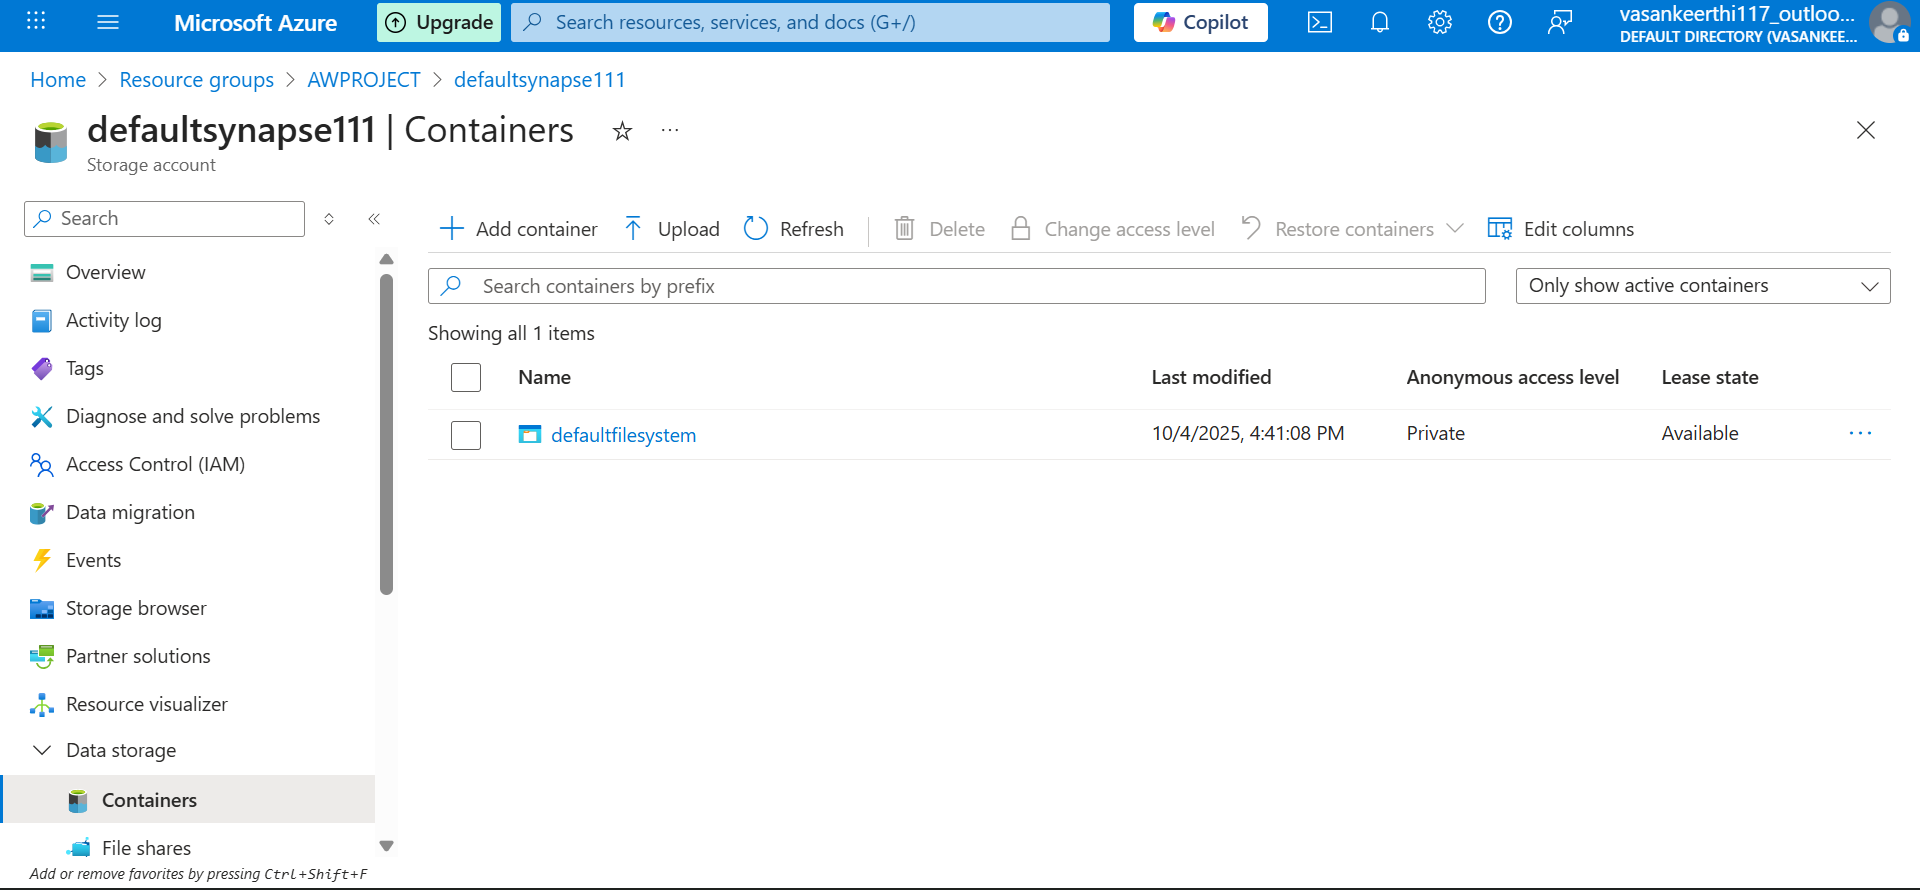 Microsoft Azure
Upgrade
Search resources, services, and docs (G+/)
Copilot
vasankeerthi117_outloo...
DEFAULT DIRECTORY (VASANKEE...
Home > Resource groups > AWPROJECT > defaultsynapse111
defaultsynapse111 | Containers
Storage account
Search
Add container
Upload
Refresh
Delete
Change access level
Restore containers
Edit columns
Overview
Activity log
Tags
Diagnose and solve problems
Access Control (IAM)
Data migration
Events
Storage browser
Partner solutions
Resource visualizer
Data storage
Containers
File shares
Add or remove favorites by pressing Ctrl+Shift+F
Search containers by prefix
Only show active containers
Showing all 1 items
Name Last modified Anonymous access level Lease state
defaultfilesystem 10/4/2025, 4:41:08 PM Private Available